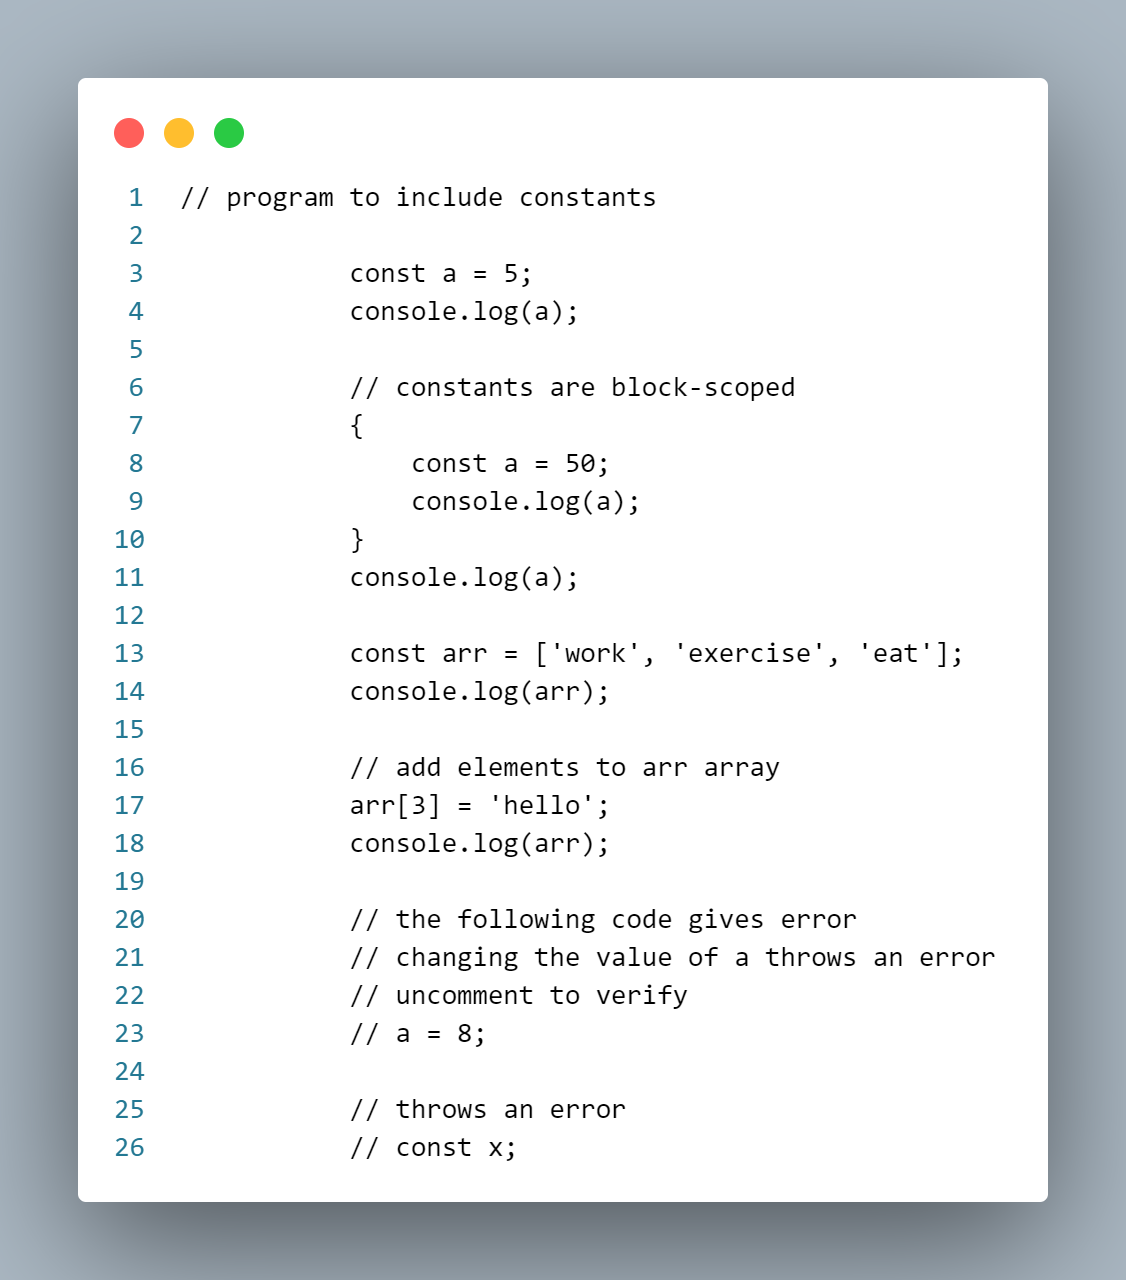 1 // program to include constants
2
3 const a = 5;
4 console.log(a);
5
6 // constants are block-scoped
7 {
8 const a = 50;
9 console.log(a);
10 }
11 console.log(a);
12
13 const arr = ['work', 'exercise', 'eat'];
14 console.log(arr);
15
16 // add elements to arr array
17 arr[3] = 'hello';
18 console.log(arr);
19
20 // the following code gives error
21 // changing the value of a throws an error
22 // uncomment to verify
23 // a = 8;
24
25 // throws an error
26 // const x;